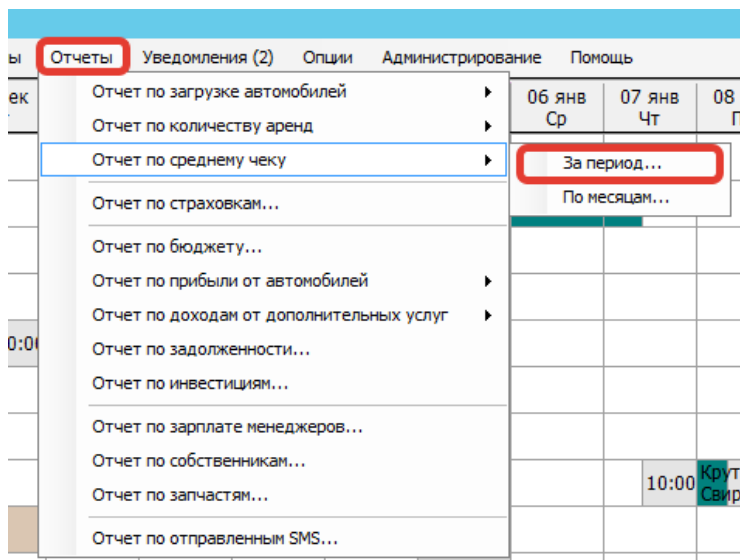 ы Отчеты Уведомления (2) Опции Администрирование Помощь
ек
06 янв 07 янв 08
Ср Чт
Отчет по загрузке автомобилей
Отчет по количеству аренд
Отчет по среднему чеку
За период...
По месяцам...
Отчет по страховкам...
Отчет по бюджету...
Отчет по прибыли от автомобилей
Отчет по доходам от дополнительных услуг
0:00
Отчет по задолженности...
Отчет по инвестициям...
Отчет по зарплате менеджеров...
Отчет по собственникам...
Отчет по запчастям...
10:00 Крут
Свир
Отчет по отправленным SMS...